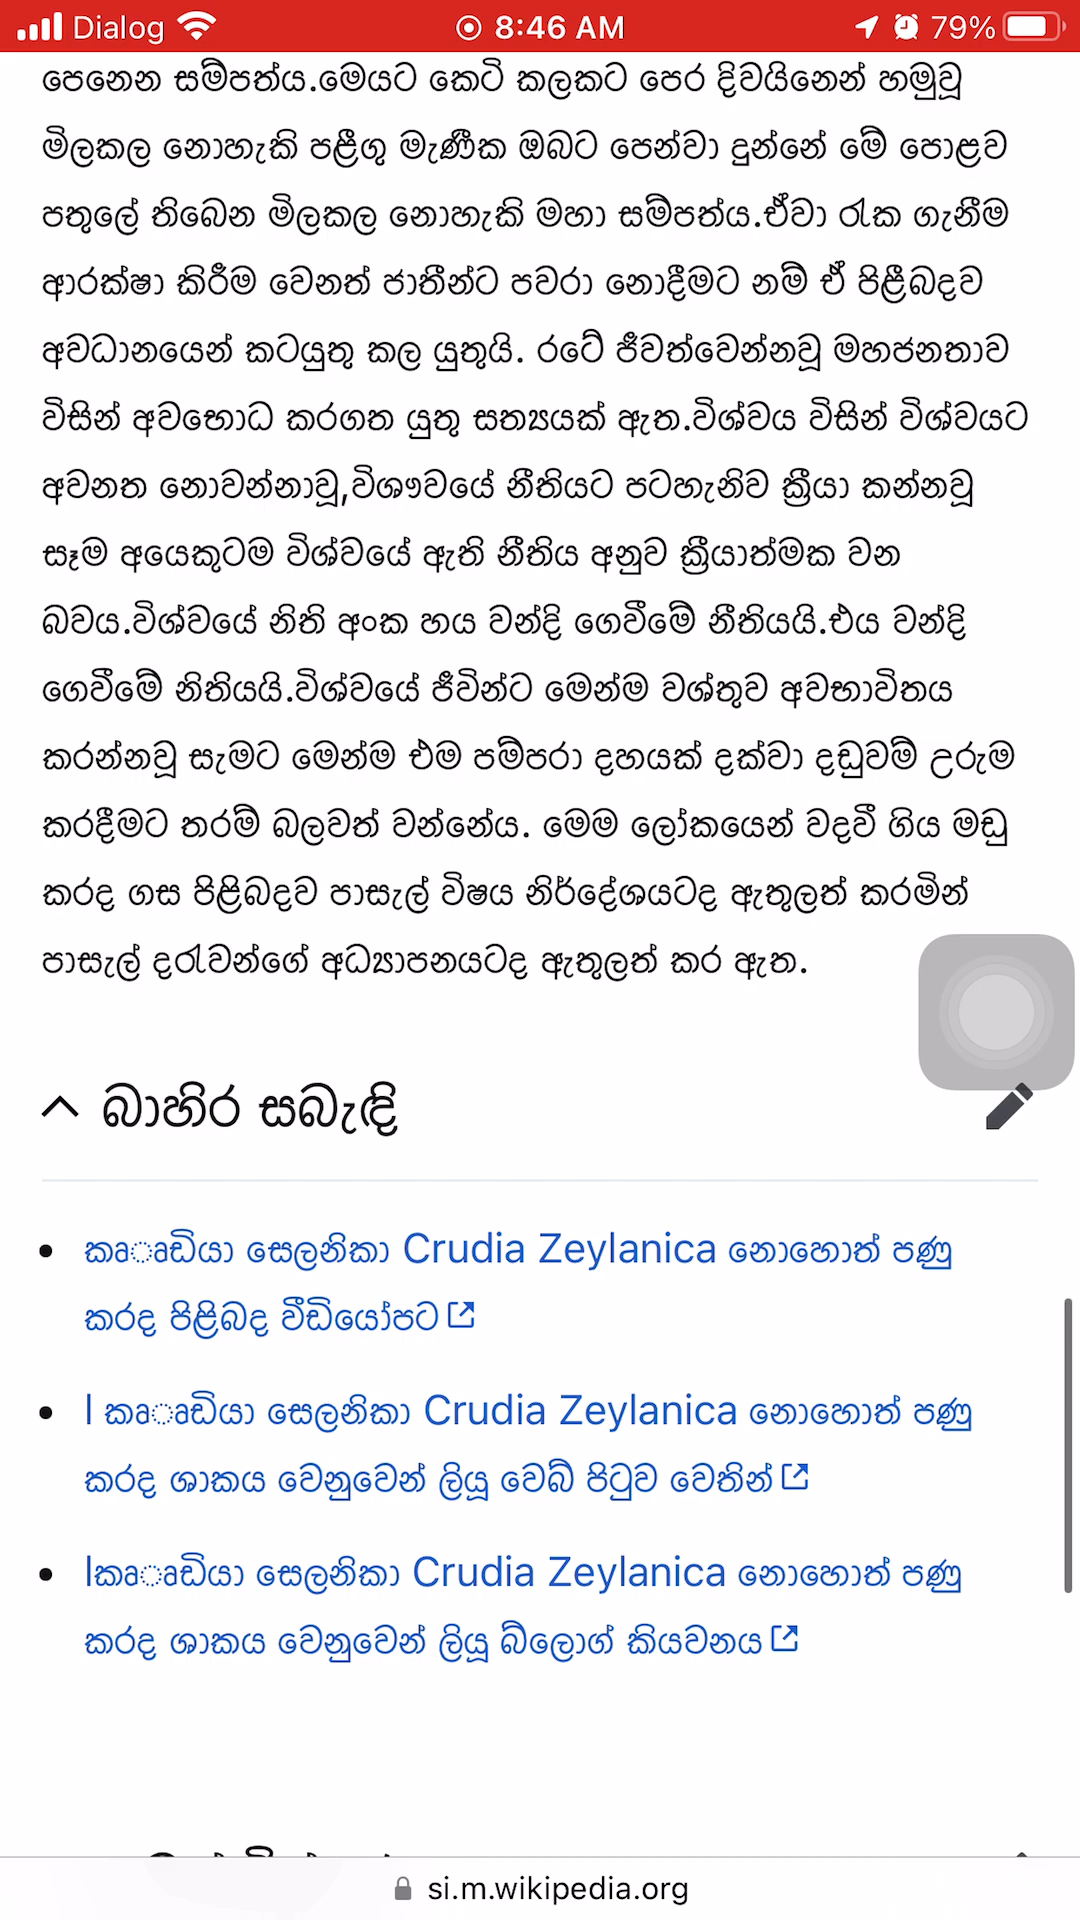 Dialog 8:46 AM 79%
පෙනෙන සම්පත්ය.මෙයට කෙටි කලකට පෙර දිවයිනෙන් හමුවූ
මිලකල නොහැකි පළිගු මැණික ඔබට පෙන්වා දුන්නේ මේ පොළව
පතුලේ තිබෙන මිලකල නොහැකි මහා සම්පත්ය.ඒවා රැක ගැනීම
ආරක්ෂා කිරීම වෙනත් ජාතීන්ට පවරා නොදීමට නම් ඒ පිළීබදව
අවධානයෙන් කටයුතු කල යුතුයි. රටේ ජීවත්වෙන්නවූ මහජනතාව
විසින් අවභොධ කරගත යුතු සත්‍යයක් ඇත.විශ්වය විසින් විශ්වයට
අවනත නොවන්නාවූ,විශෟවයේ නීතියට පටහැනිව ක්‍රීයා කන්නවූ
සෑම අයෙකුටම විශ්වයේ ඇති නීතිය අනුව ක්‍රීයාත්මක වන
බවය.විශ්වයේ නිති අංක හය වන්දි ගෙවීමේ නීතියයි.එය වන්දි
ගෙවීමේ නිතියයි.විශ්වයේ ජීවින්ට මෙන්ම වශ්තුව අවභාවිතය
කරන්නවූ සැමට මෙන්ම එම පම්පරා දහයක් දක්වා දඩුවම් උරුම
කරදීමට තරම් බලවත් වන්නේය. මෙම ලෝකයෙන් වදවී ගිය මඩු
කරද ගස පිළිබදව පාසැල් විෂය නිර්දේශයටද ඇතුලත් කරමින්
පාසැල් දරැවන්ගේ අධ්‍යාපනයටද ඇතුලත් කර ඇත.
බාහිර සබැඳි
කෘෘඩියා සෙලනිකා Crudia Zeylanica නොහොත් පණු
කරද පිළිබද වීඩියෝපට
l කෘෘඩියා සෙලනිකා Crudia Zeylanica නොහොත් පණු
කරද ශාකය වෙනුවෙන් ලියූ වෙබ් පිටුව වෙතින්
lකෘෘඩියා සෙලනිකා Crudia Zeylanica නොහොත් පණු
කරද ශාකය වෙනුවෙන් ලියූ බ්ලොග් කියවනය
si.m.wikipedia.org